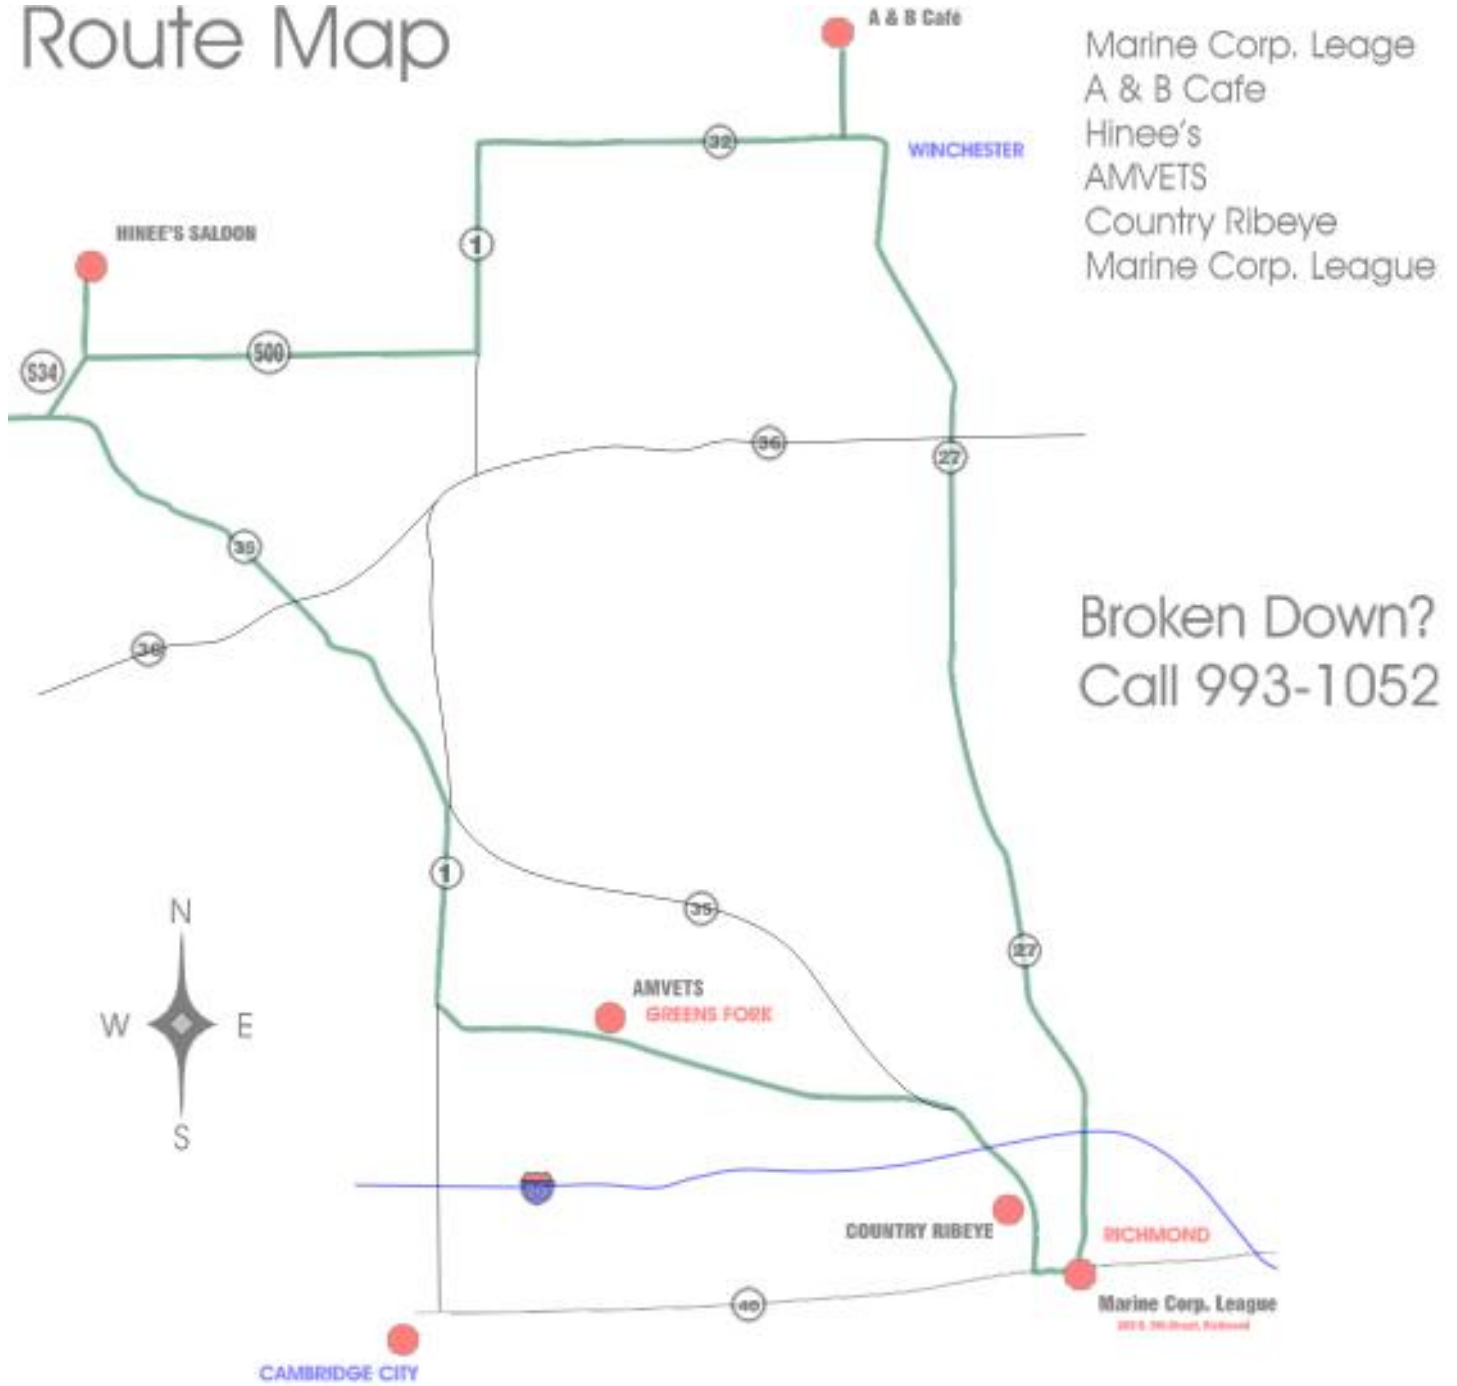 Route Map
A & B Café
Marine Corp. Leage
A & B Cafe
Hinee's
AMVETS
Country Ribeye
Marine Corp. League
32
WINCHESTER
HINEE'S SALOON
1
500
S34
36
27
35
36
Broken Down?
Call 993-1052
1
35
27
N
W E
S
AMVETS
GREENS FORK
COUNTRY RIBEYE
RICHMOND
40
Marine Corp. League
CAMBRIDGE CITY